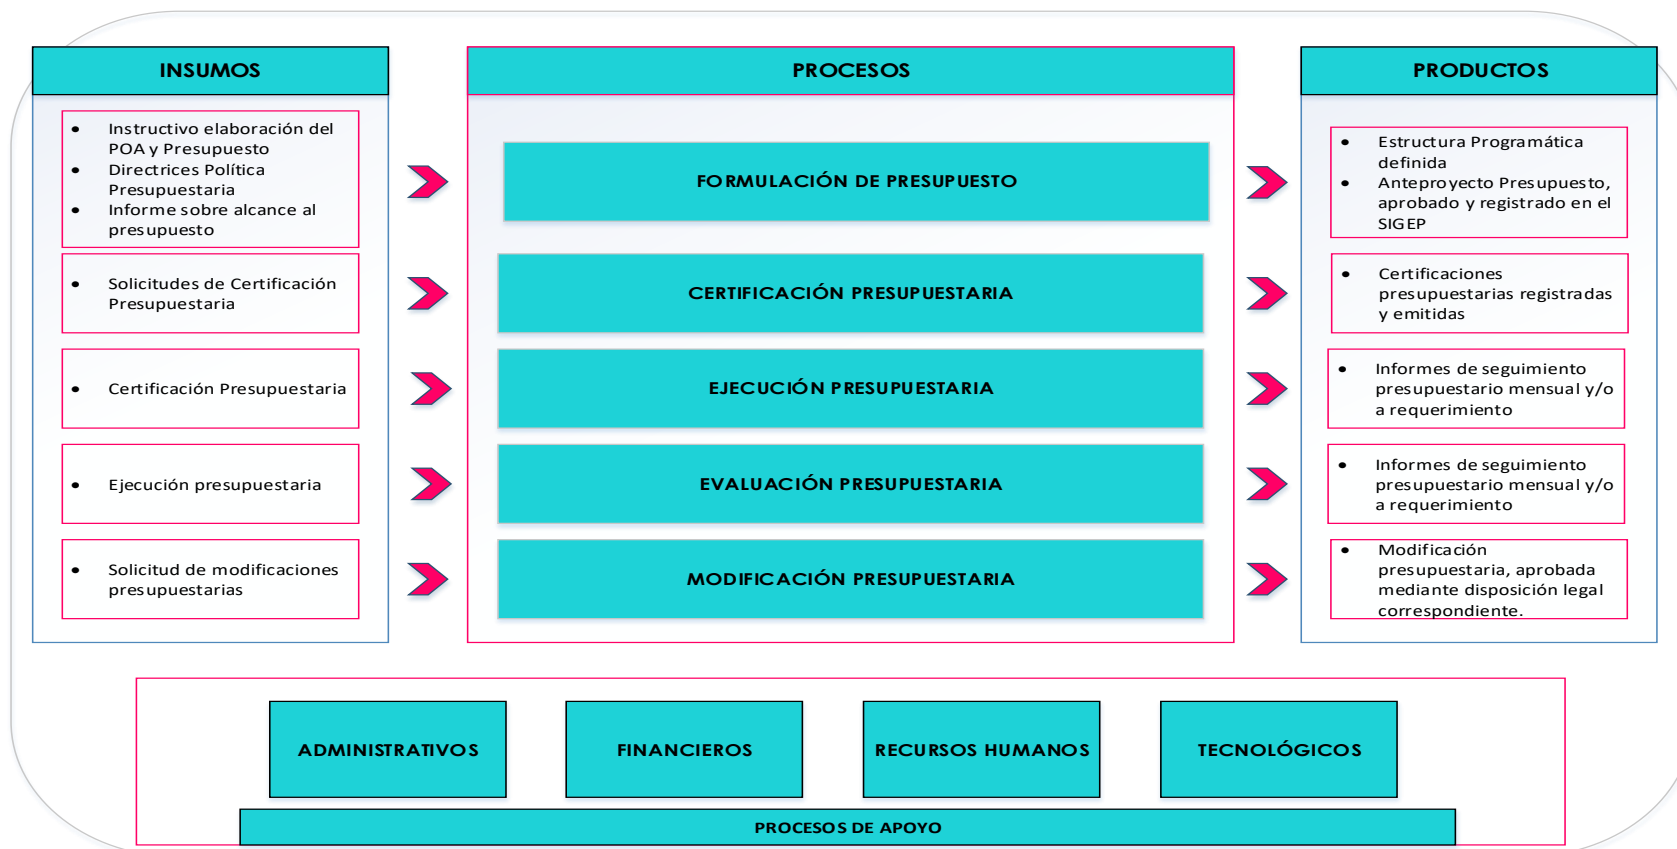 INSUMOS
PROCESOS
PRODUCTOS
• Instructivo elaboración del
POA y Presupuesto
• Directrices Política
Presupuestaria
• Informe sobre alcance al
presupuesto
FORMULACIÓN DE PRESUPUESTO
• Estructura Programática
definida
• Anteproyecto Presupuesto,
aprobado y registrado en el
SIGEP
• Solicitudes de Certificación
Presupuestaria
CERTIFICACIÓN PRESUPUESTARIA
• Certificaciones
presupuestarias registradas
y emitidas
• Certificación Presupuestaria
EJECUCIÓN PRESUPUESTARIA
• Informes de seguimiento
presupuestario mensual y/o
a requerimiento
• Ejecución presupuestaria
EVALUACIÓN PRESUPUESTARIA
• Informes de seguimiento
presupuestario mensual y/o
a requerimiento
• Solicitud de modificaciones
presupuestarias
MODIFICACIÓN PRESUPUESTARIA
• Modificación
presupuestaria, aprobada
mediante disposición legal
correspondiente.
ADMINISTRATIVOS
FINANCIEROS
RECURSOS HUMANOS
TECNOLÓGICOS
PROCESOS DE APOYO